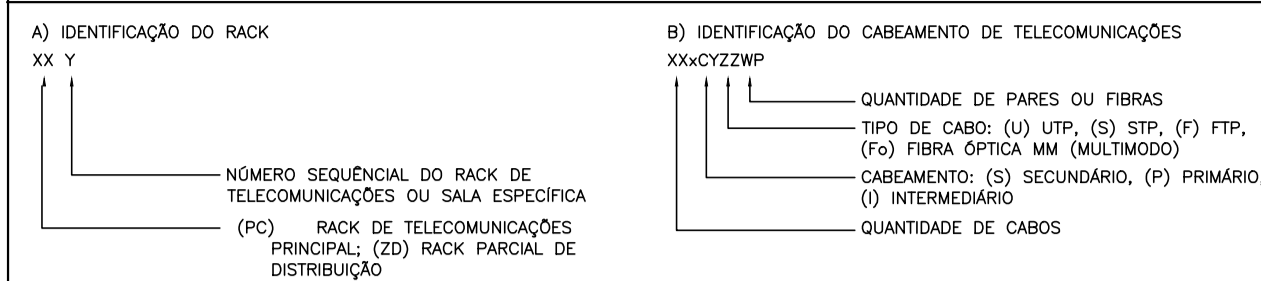 A) IDENTIFICAÇÃO DO RACK
XX Y
NÚMERO SEQUÊNCIAL DO RACK DE
TELECOMUNICAÇÕES OU SALA ESPECÍFICA
(PC) RACK DE TELECOMUNICAÇÕES
PRINCIPAL; (ZD) RACK PARCIAL DE
DISTRIBUIÇÃO
B) IDENTIFICAÇÃO DO CABEAMENTO DE TELECOMUNICAÇÕES
XXxCYZZWP
QUANTIDADE DE PARES OU FIBRAS
TIPO DE CABO: (U) UTP, (S) STP, (F) FTP,
(Fo) FIBRA ÓPTICA MM (MULTIMODO)
CABEAMENTO: (S) SECUNDÁRIO, (P) PRIMÁRIO,
(I) INTERMEDIÁRIO
QUANTIDADE DE CABOS